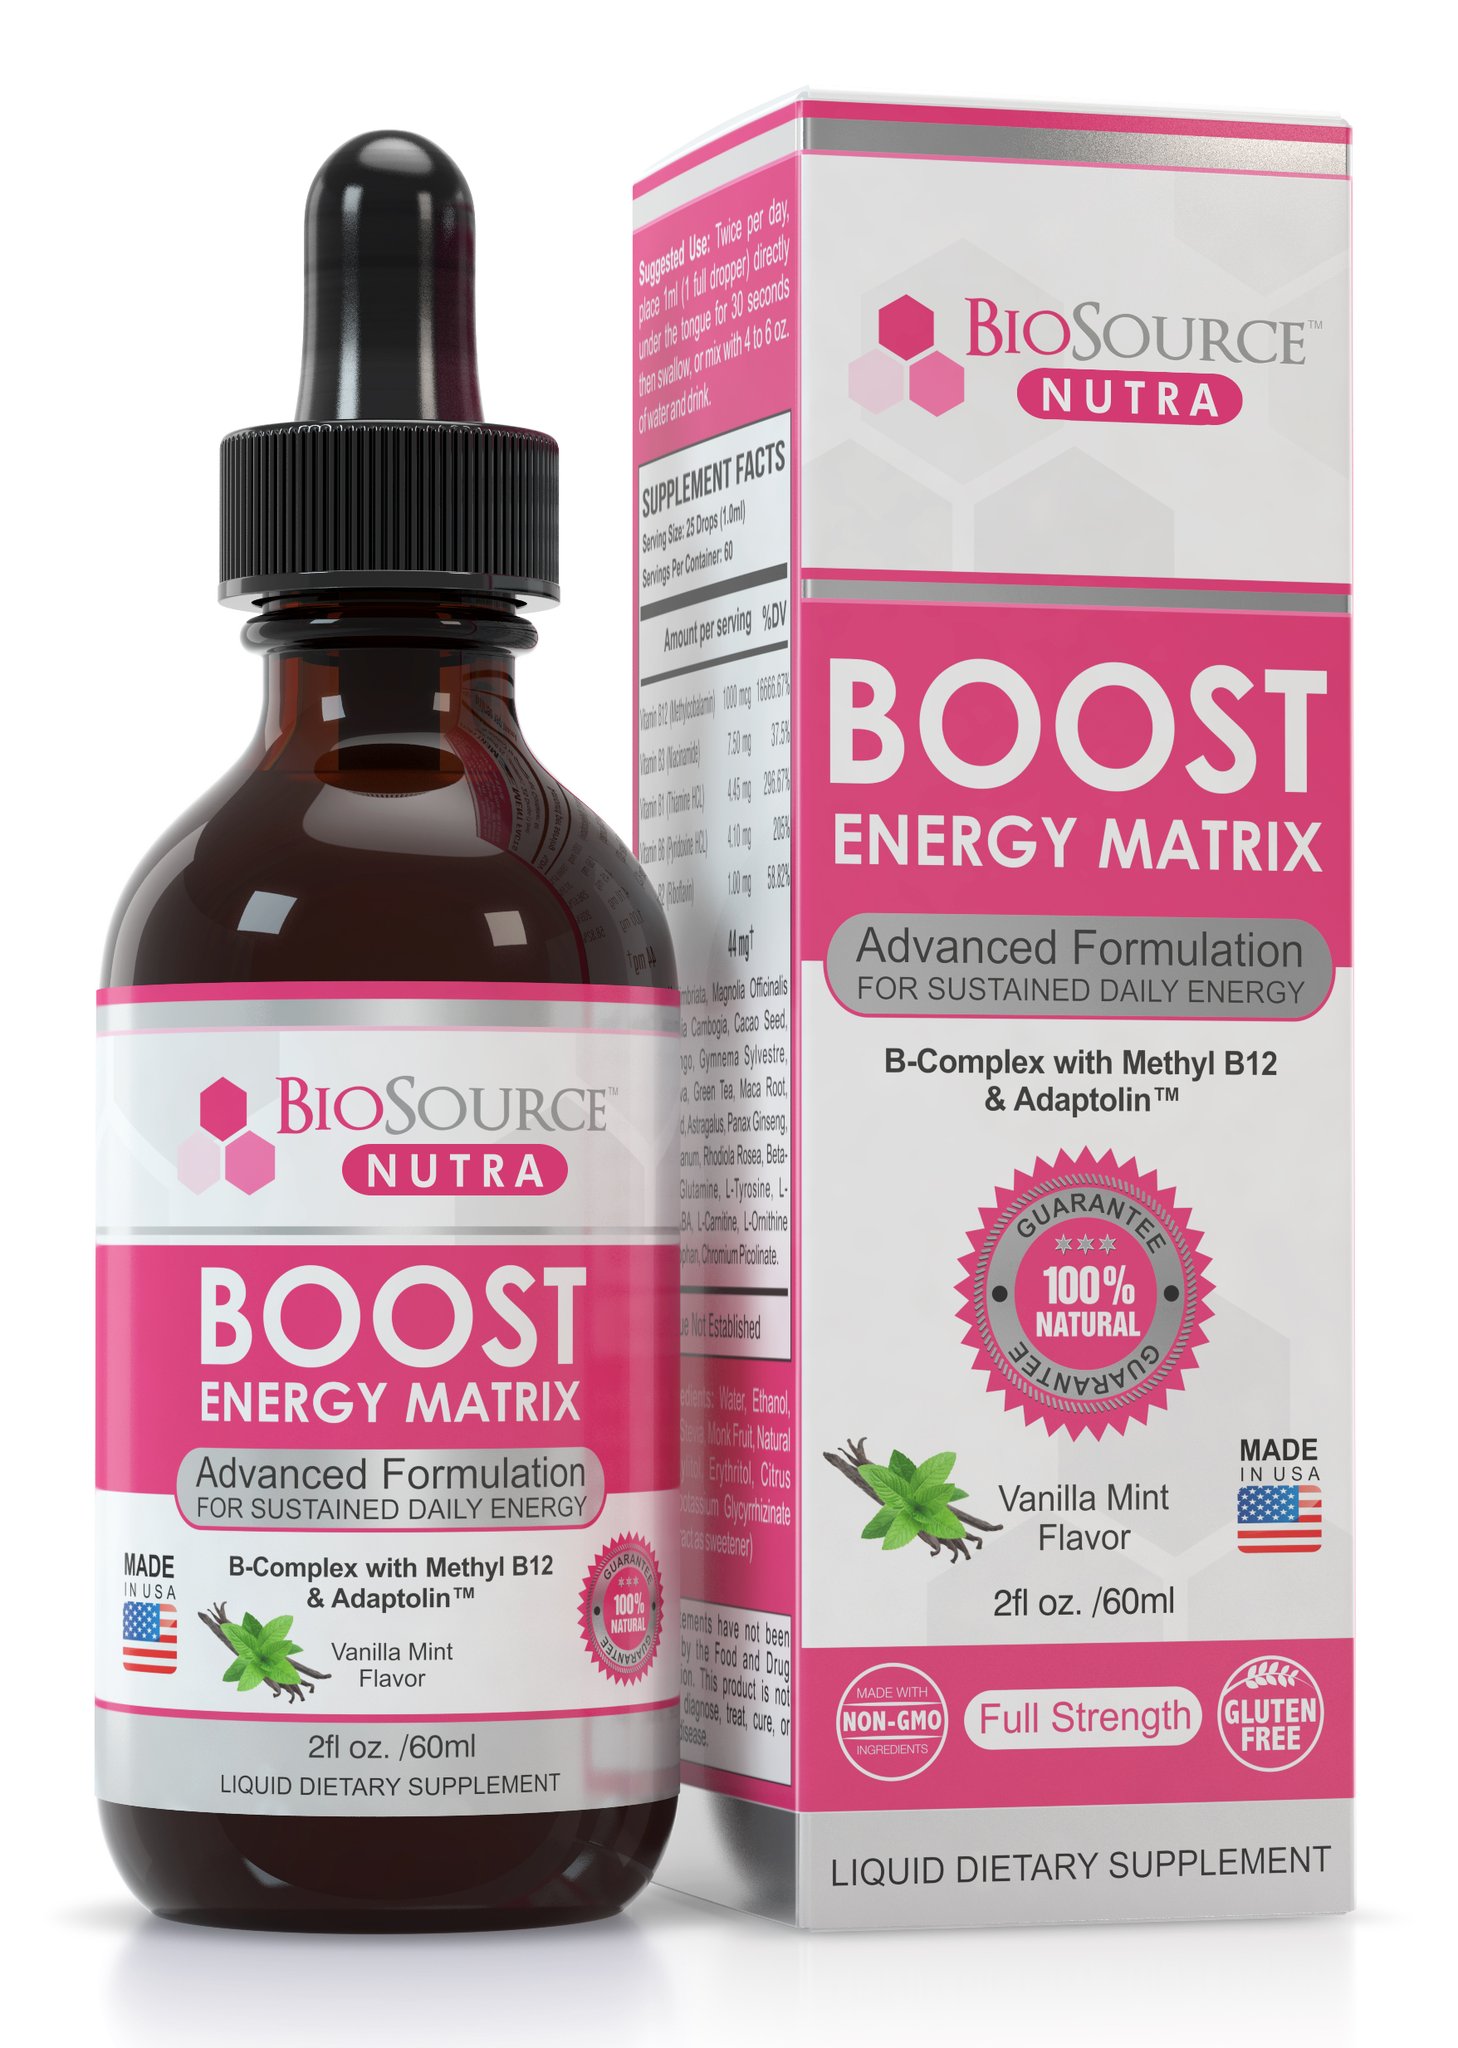 BIOSOURCE™
NUTRA
BOOST
ENERGY MATRIX
Advanced Formulation
FOR SUSTAINED DAILY ENERGY
B-Complex with Methyl B12
& Adaptolin™
MADE
IN USA
Vanilla Mint
Flavor
GUARANTEE
100%
NATURAL
GUARANTEE
2fl oz. /60ml
LIQUID DIETARY SUPPLEMENT
Suggested Use: Twice per day,
place 1ml (1 full dropper) directly
under the tongue for 30 seconds
then swallow, or mix with 4 to 6 oz.
of water and drink.
SUPPLEMENT FACTS
Serving Size: 25 Drops (1.0ml)
Servings Per Container: 60
Amount per serving %DV
Vitamin B12 (Methylcobalamin) 1000 mcg 16666.67%
Vitamin B3 (Niacinamide) 7.50 mg 37.5%
Vitamin B1 (Thiamine HCL) 4.45 mg 296.67%
Vitamin B6 (Pyridoxine HCL) 4.10 mg 205%
B2 (Riboflavin) 1.00 mg 58.82%
44 mg†
Magnolia Officinalis
Cambogia, Cacao Seed,
Gymnema Sylvestre,
Green Tea, Maca Root,
Astragalus, Panax Ginseng,
Rhodiola Rosea, Beta-
Glutamine, L-Tyrosine, L-
L-Carnitine, L-Ornithine
Chromium Picolinate.
Not Established
Water, Ethanol,
Stevia, Monk Fruit, Natural
Erythritol, Citrus
Glycyrrhizinate
as sweetener)
have not been
by the Food and Drug
This product is not
diagnose, treat, cure, or
disease.
BIOSOURCE™
NUTRA
BOOST
ENERGY MATRIX
Advanced Formulation
FOR SUSTAINED DAILY ENERGY
B-Complex with Methyl B12
& Adaptolin™
GUARANTEE
100%
NATURAL
GUARANTEE
Vanilla Mint
Flavor
MADE
IN USA
2fl oz. /60ml
MADE WITH
NON-GMO
INGREDIENTS
Full Strength
GLUTEN
FREE
LIQUID DIETARY SUPPLEMENT